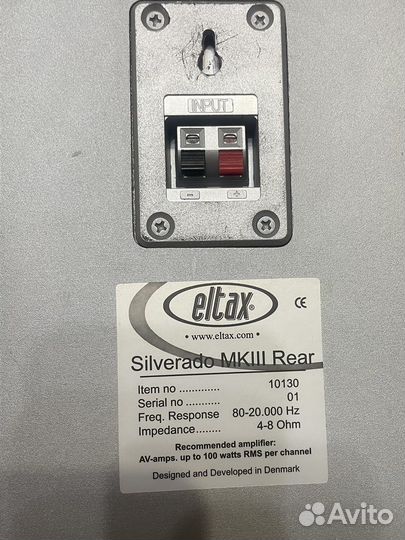 INPUT
- +
eltax®
CE
• www.eltax.com •
Silverado MKIII Rear
Item no ............. 10130
Serial no ........... 01
Freq. Response 80-20.000 Hz
Impedance........ 4-8 Ohm
Recommended amplifier:
AV-amps. up to 100 watts RMS per channel
Designed and Developed in Denmark
Avito